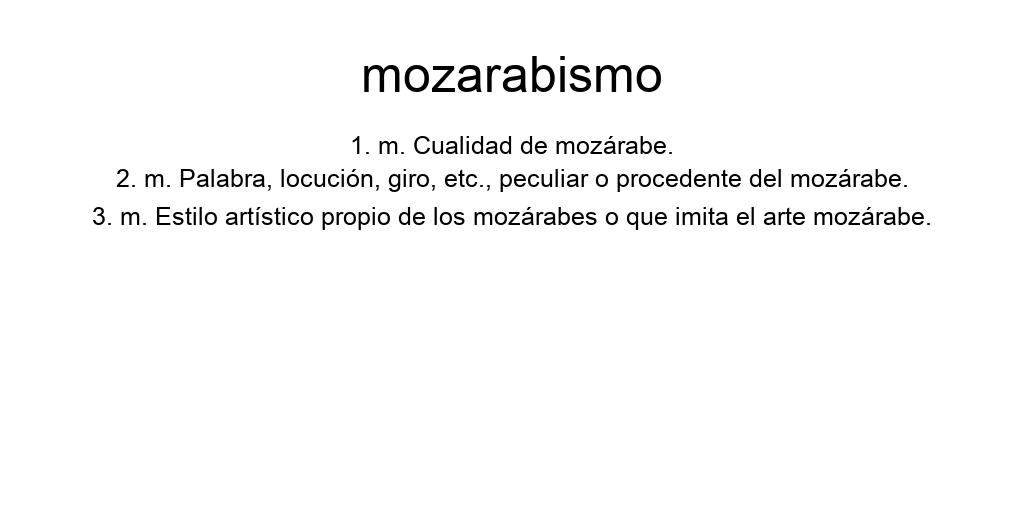 mozarabismo
1. m. Cualidad de mozárabe.
2. m. Palabra, locución, giro, etc., peculiar o procedente del mozárabe.
3. m. Estilo artístico propio de los mozárabes o que imita el arte mozárabe.